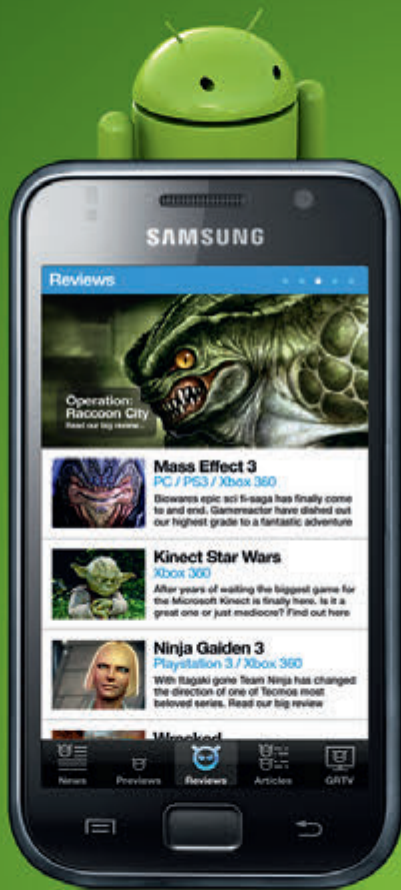 SAMSUNG
Reviews
Operation:
Raccoon City
Read our big review...
Mass Effect 3
PC / PS3 / Xbox 360
Biowares epic sci fi-saga has finally come
to and end. Gamereactor have dished out
our highest grade to a fantastic adventure
Kinect Star Wars
Xbox 360
After years of waiting the biggest game for
the Microsoft Kinect is finally here. Is it a
great one or just mediocre? Find out here
Ninja Gaiden 3
Playstation 3 / Xbox 360
With Itagaki gone Team Ninja has changed
the direction of one of Tecmos most
beloved series. Read our big review
Wrecked
News
Previews
Reviews
Articles
GRTV